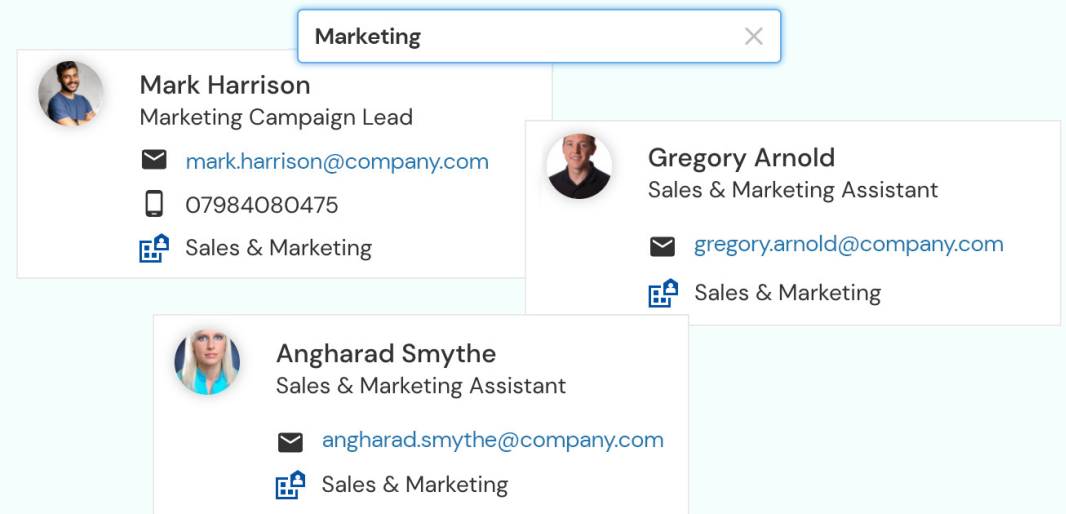 Marketing
Mark Harrison
Marketing Campaign Lead
mark.harrison@company.com
07984080475
Sales & Marketing
Gregory Arnold
Sales & Marketing Assistant
gregory.arnold@company.com
Sales & Marketing
Angharad Smythe
Sales & Marketing Assistant
angharad.smythe@company.com
Sales & Marketing